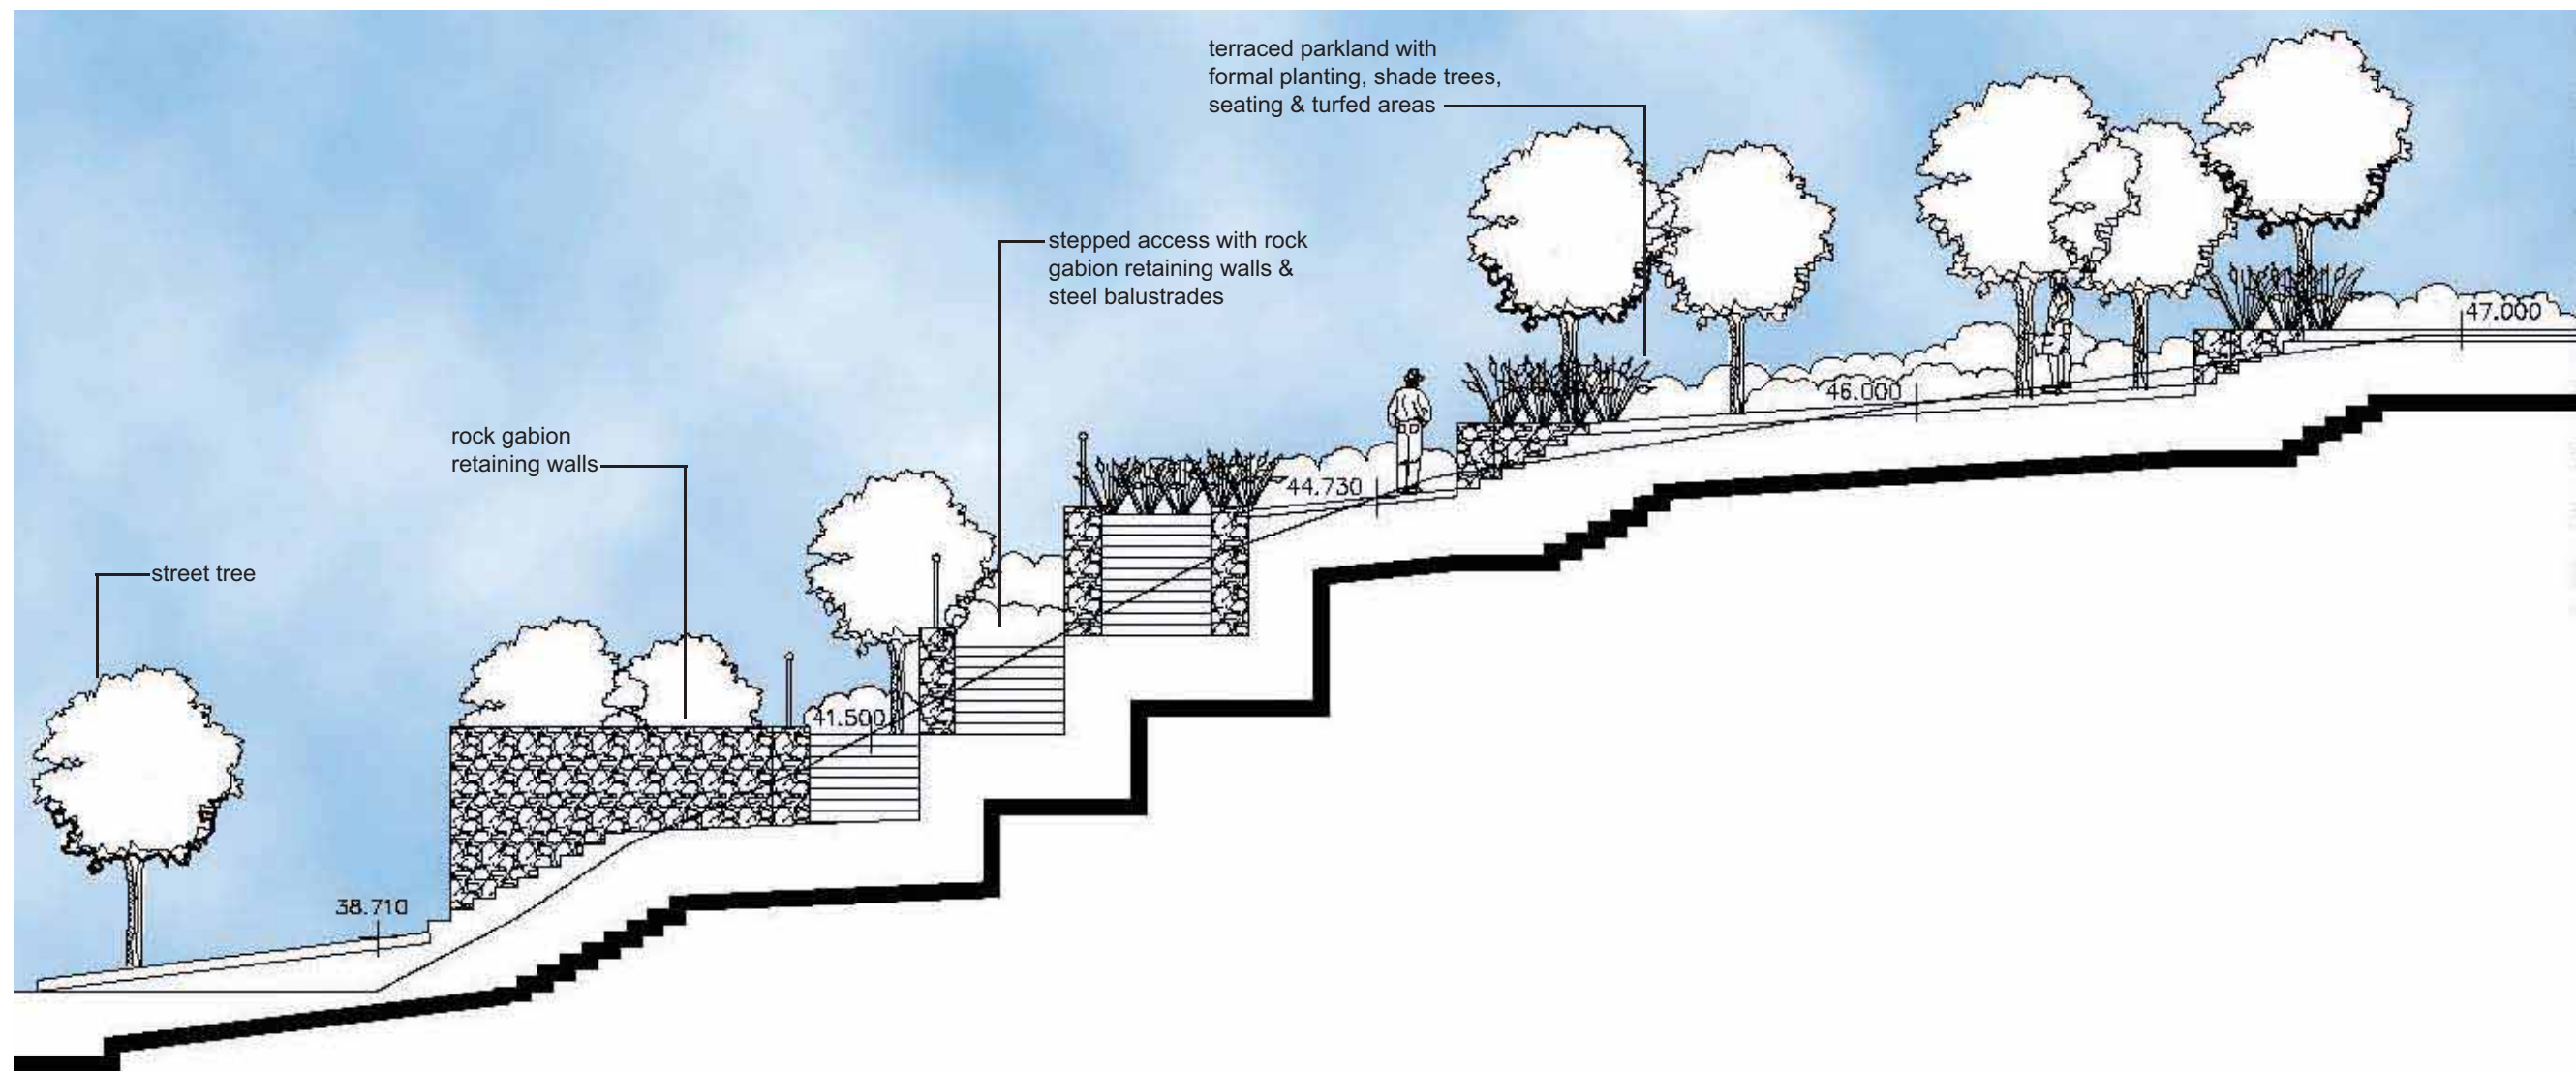 terraced parkland with
formal planting, shade trees,
seating & turfed areas
stepped access with rock
gabion retaining walls &
steel balustrades
47.000
46.000
rock gabion
retaining walls
44.730
street tree
41.500
38.710